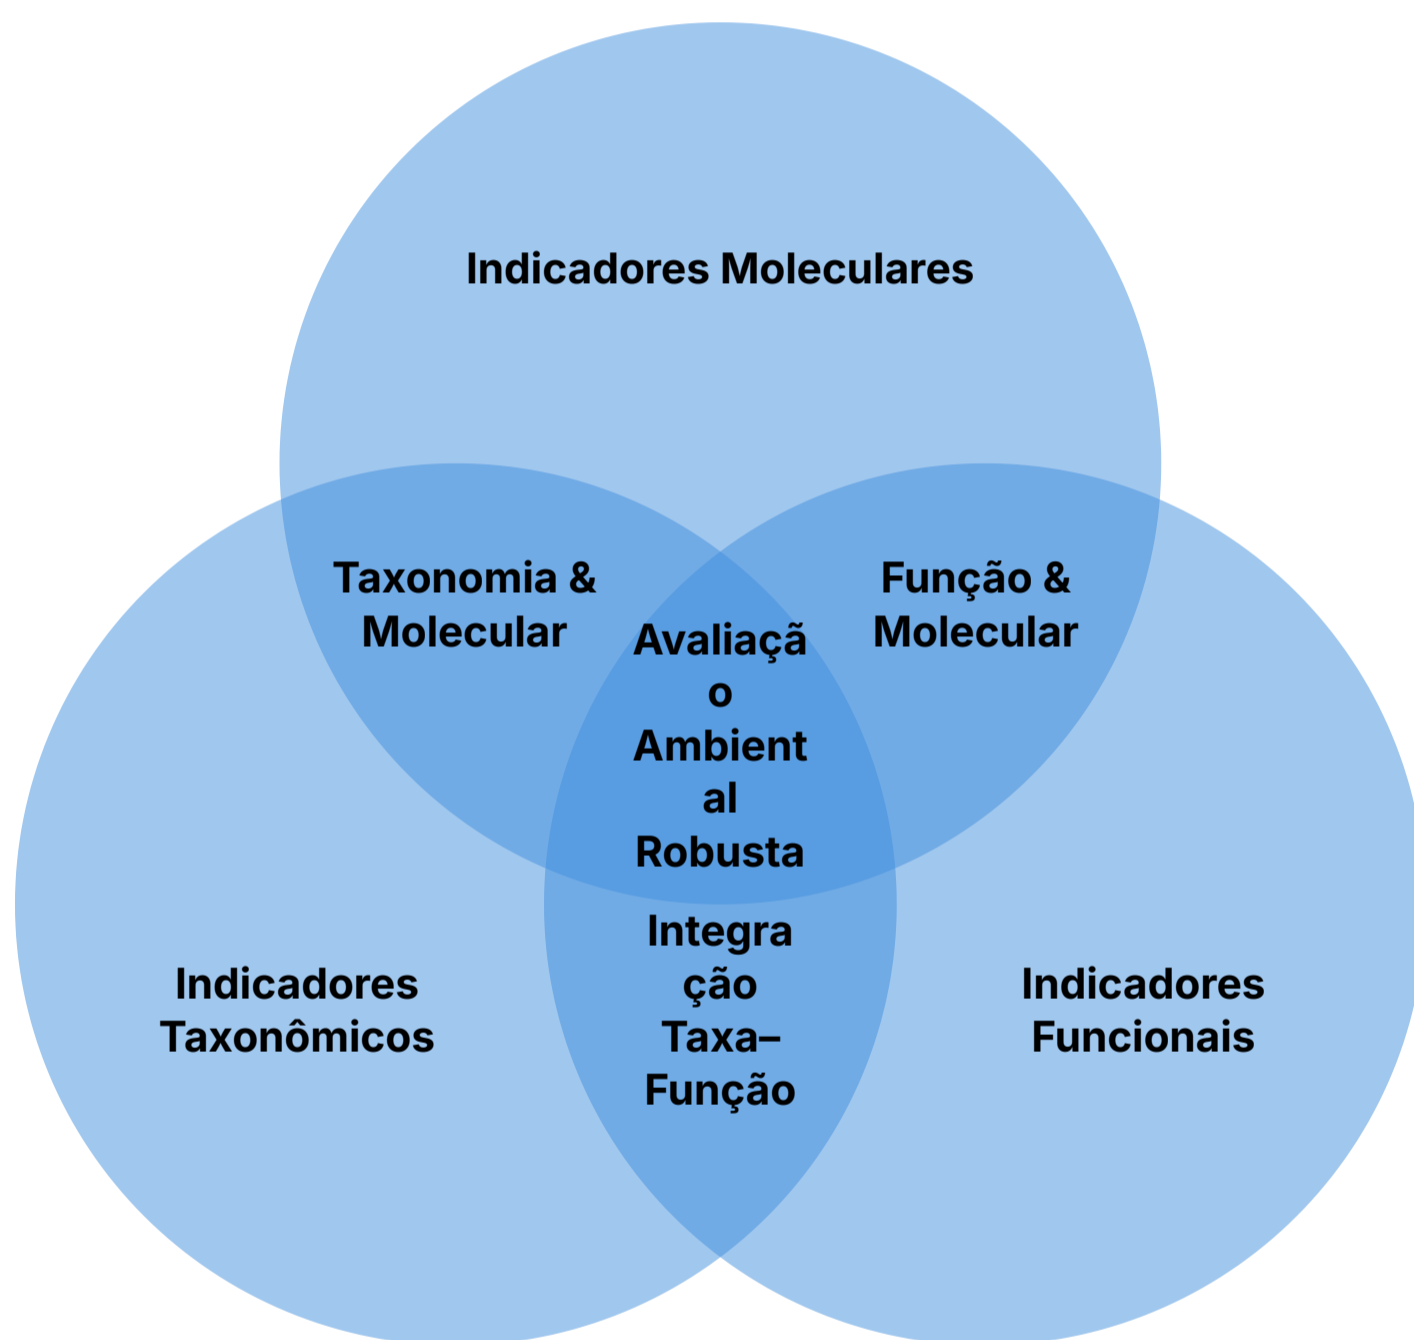 Indicadores Moleculares
Taxonomia &
Molecular
Função &
Molecular
Avaliaçã
o
Ambient
al
Robusta
Integra
ção
Taxa–
Função
Indicadores
Taxonômicos
Indicadores
Funcionais